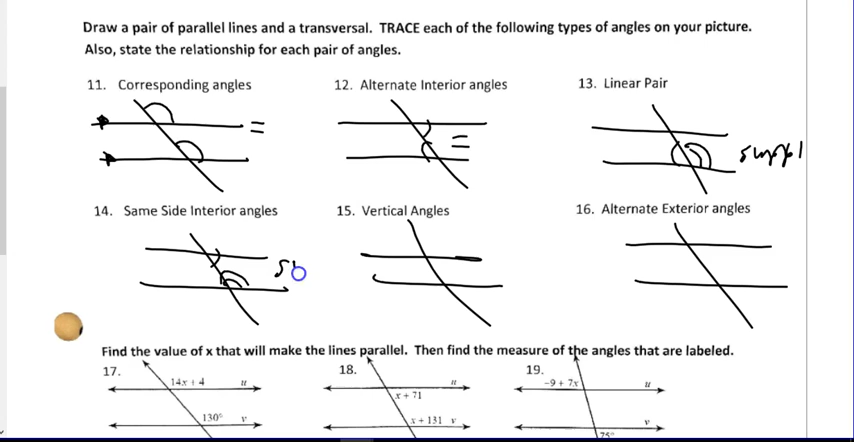 Draw a pair of parallel lines and a transversal. TRACE each of the following types of angles on your picture.
Also, state the relationship for each pair of angles.
11. Corresponding angles
12. Alternate Interior angles
13. Linear Pair
=
=
suppl
14. Same Side Interior angles
15. Vertical Angles
16. Alternate Exterior angles
Find the value of x that will make the lines parallel. Then find the measure of the angles that are labeled.
17.
18.
19.
14x + 4 u
130° v
x + 71 u
x + 131 v
-9 + 7x u
75° v